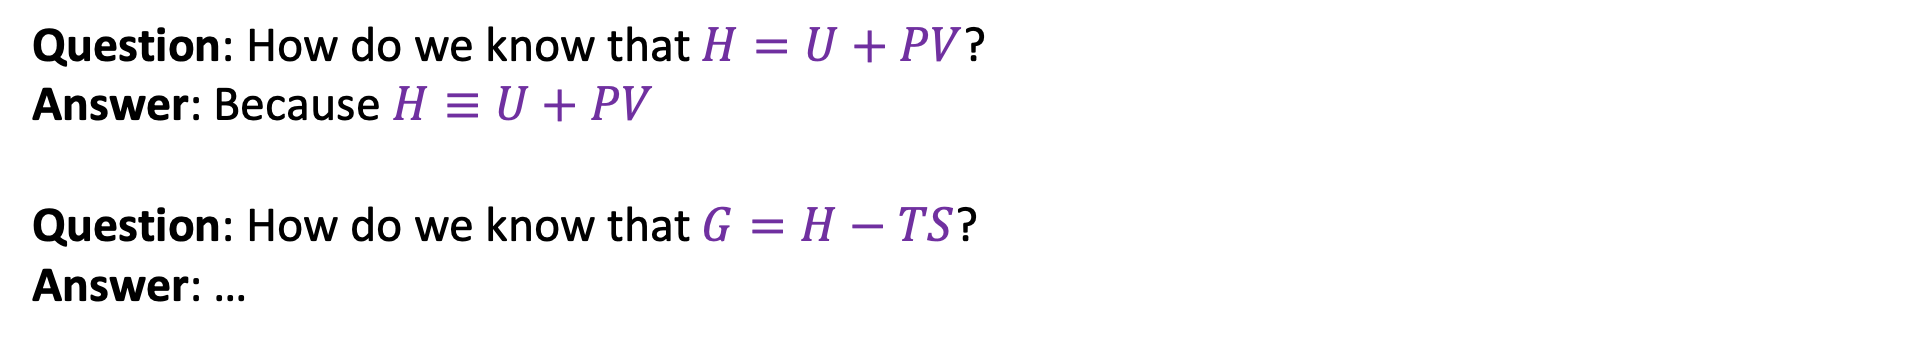 Question: How do we know that H = U + PV?
Answer: Because H ≡ U + PV
Question: How do we know that G = H − TS?
Answer: ...